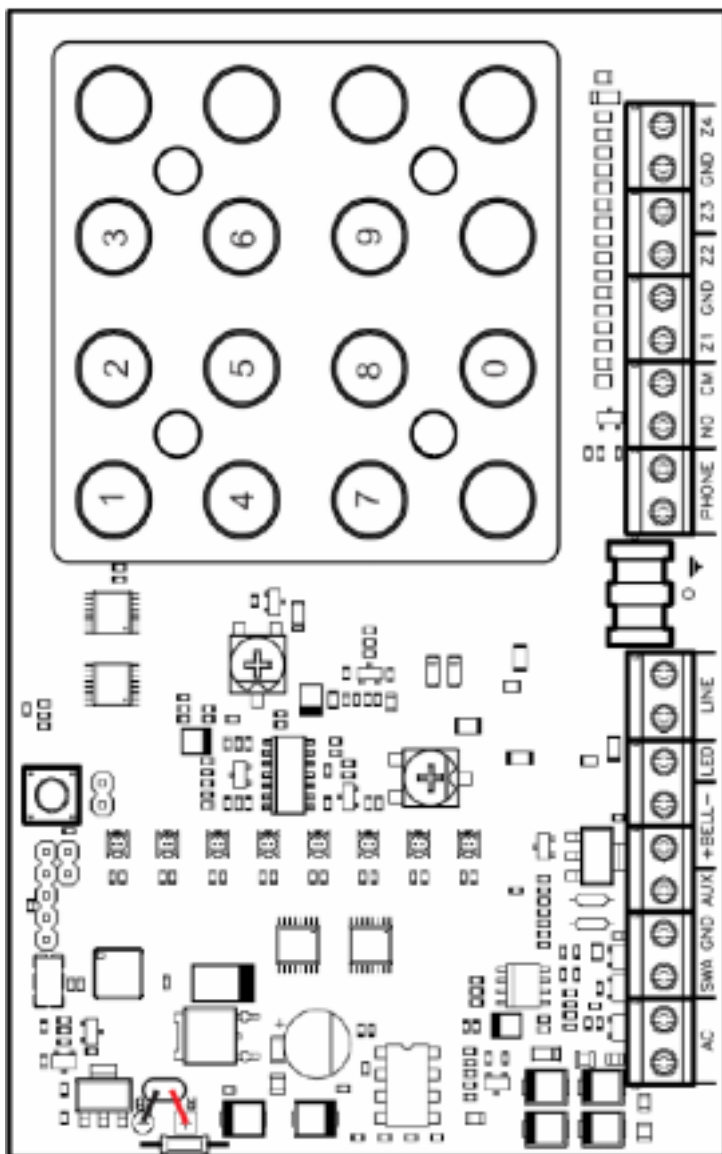 3 6 9
2 5 8 0
1 4 7
Z4
GND
Z3
Z2
GND
Z1
CM
NO
PHONE
LINE
LED
+BELL-
AUX
GND
SWA
AC
+